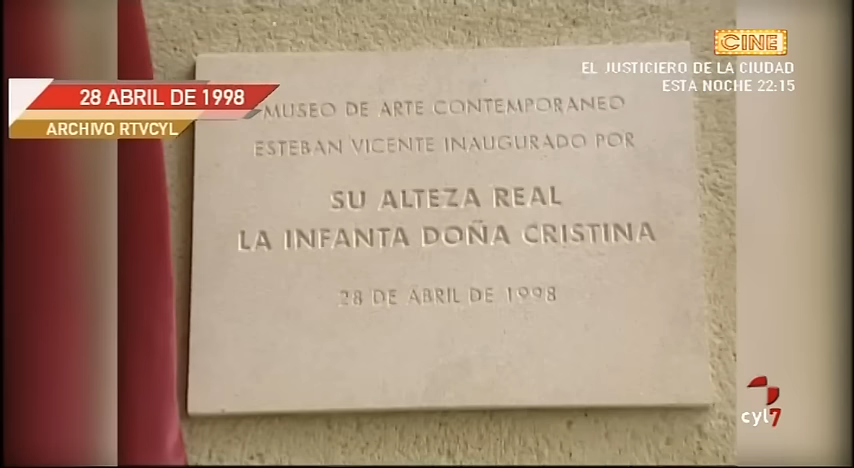 CINE
EL JUSTICIERO DE LA CIUDAD
ESTA NOCHE 22:15
28 ABRIL DE 1998
ARCHIVO RTVCYL
MUSEO DE ARTE CONTEMPORANEO
ESTEBAN VICENTE INAUGURADO POR
SU ALTEZA REAL
LA INFANTA DOÑA CRISTINA
28 DE ABRIL DE 1998
cyl7